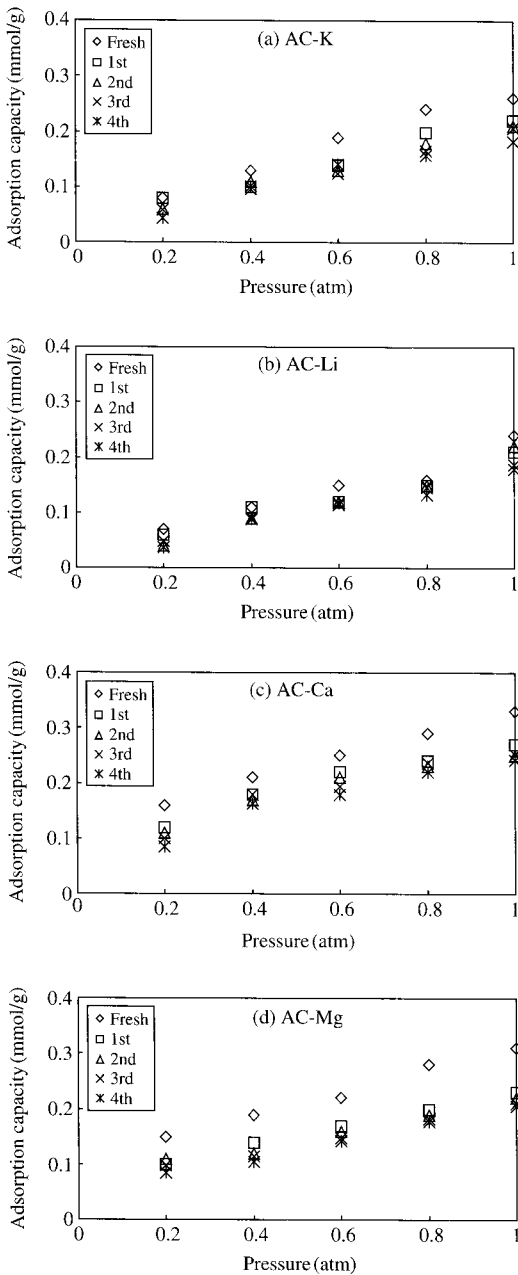 0.4
(a) AC-K
Fresh
1st
2nd
3rd
4th
0.3
0.2
0.1
0
0.2 0.4 0.6 0.8 1
Adsorption capacity (mmol/g)
Pressure (atm)
0.4
(b) AC-Li
Fresh
1st
2nd
3rd
4th
0.3
0.2
0.1
0
0.2 0.4 0.6 0.8 1
Adsorption capacity (mmol/g)
Pressure (atm)
0.4
(c) AC-Ca
Fresh
1st
2nd
3rd
4th
0.3
0.2
0.1
0
0.2 0.4 0.6 0.8 1
Adsorption capacity (mmol/g)
Pressure (atm)
0.4
(d) AC-Mg
Fresh
1st
2nd
3rd
4th
0.3
0.2
0.1
0
0.2 0.4 0.6 0.8 1
Adsorption capacity (mmol/g)
Pressure (atm)